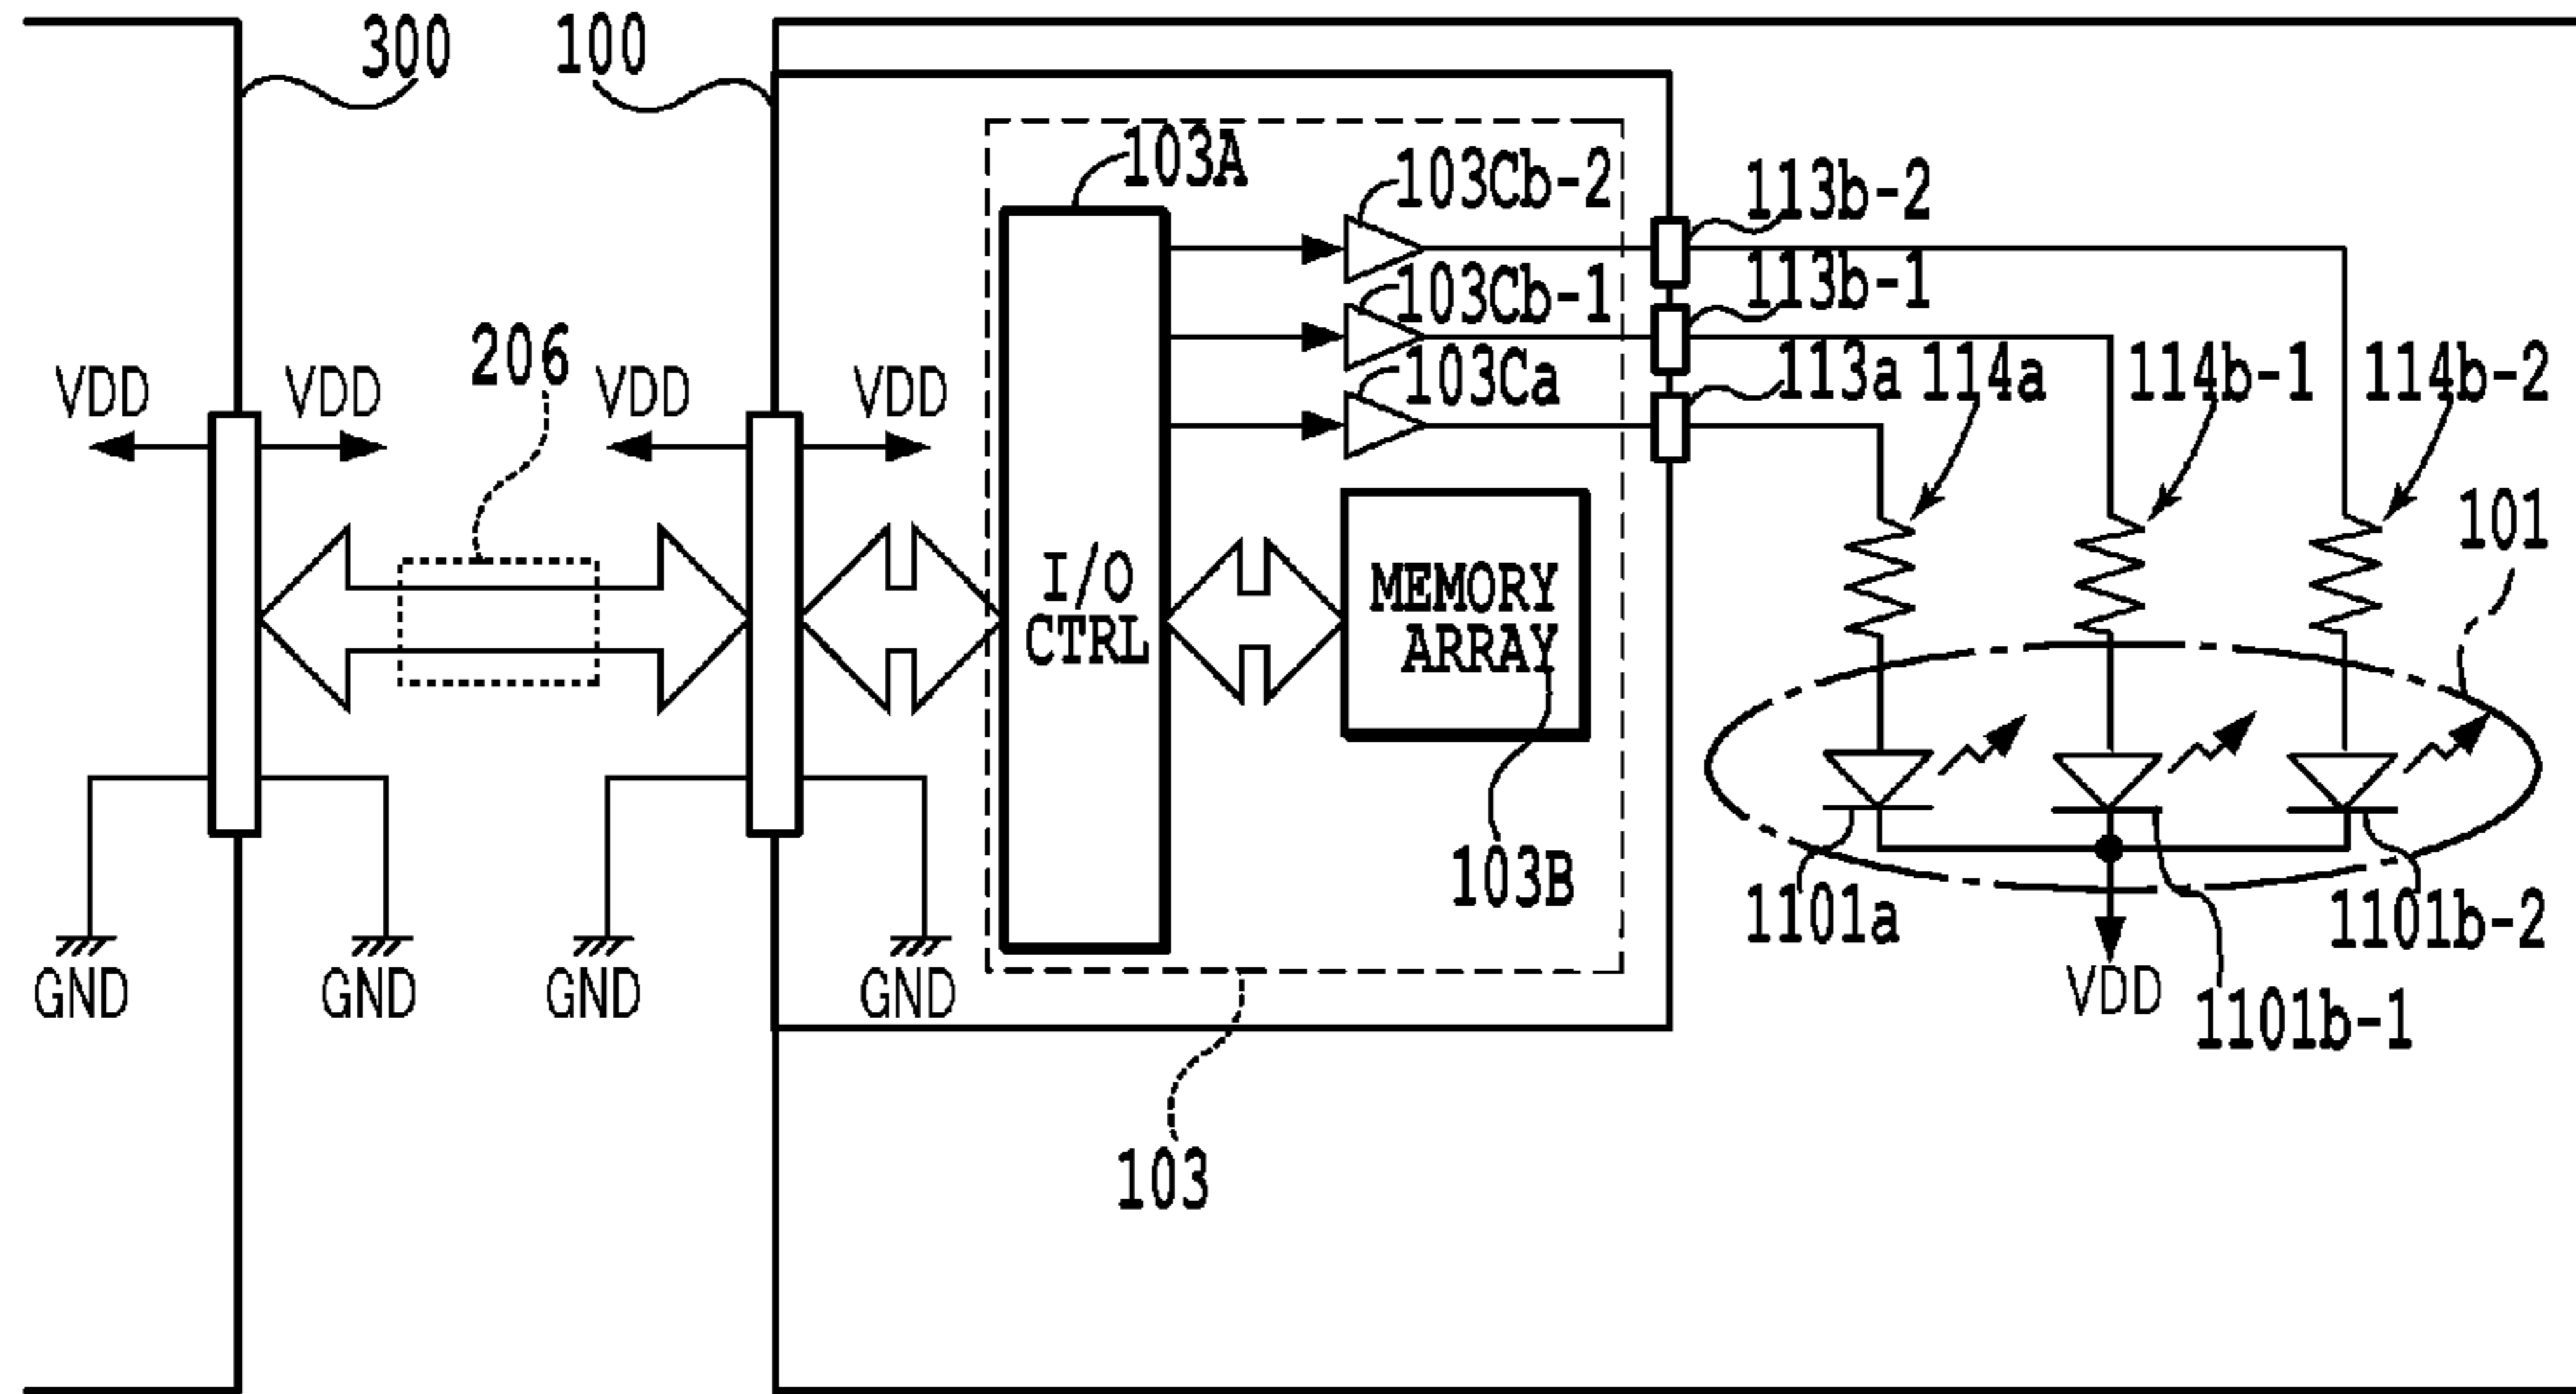 300
100
103A
103Cb-2
113b-2
103Cb-1
113b-1
206
VDD
VDD
VDD
VDD
103Ca
113a
114a
114b-1
114b-2
101
I/O
CTRL
MEMORY
ARRAY
103B
1101a
1101b-2
GND
GND
GND
GND
VDD
1101b-1
103